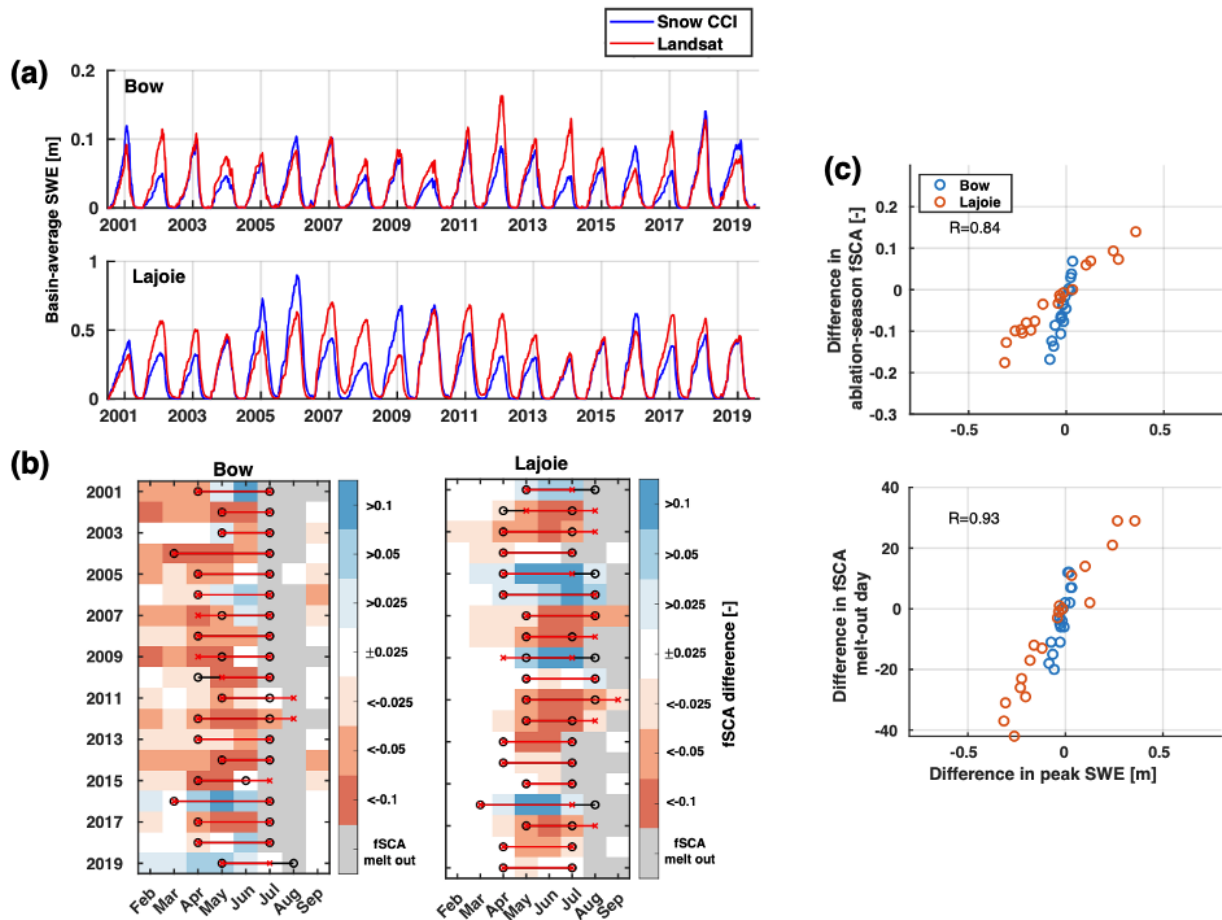 Snow CCI
Landsat
(a)
Basin-average SWE [m]
Bow
0.2
0.1
0
2001 2003 2005 2007 2009 2011 2013 2015 2017 2019
Lajoie
1
0.5
0
2001 2003 2005 2007 2009 2011 2013 2015 2017 2019
(b)
Bow
2001
2003
2005
2007
2009
2011
2013
2015
2017
2019
Feb Mar Apr May Jun Jul Aug Sep
>0.1
>0.05
>0.025
±0.025
<-0.025
<-0.05
<-0.1
fSCA
melt out
Lajoie
Feb Mar Apr May Jun Jul Aug Sep
>0.1
>0.05
>0.025
±0.025
<-0.025
<-0.05
<-0.1
fSCA
melt out
fSCA difference [-]
(c)
Bow
Lajoie
R=0.84
Difference in
ablation-season fSCA [-]
0.2
0.1
0
-0.1
-0.2
-0.3
-0.5 0 0.5
R=0.93
Difference in fSCA
melt-out day
40
20
0
-20
-40
-0.5 0 0.5
Difference in peak SWE [m]